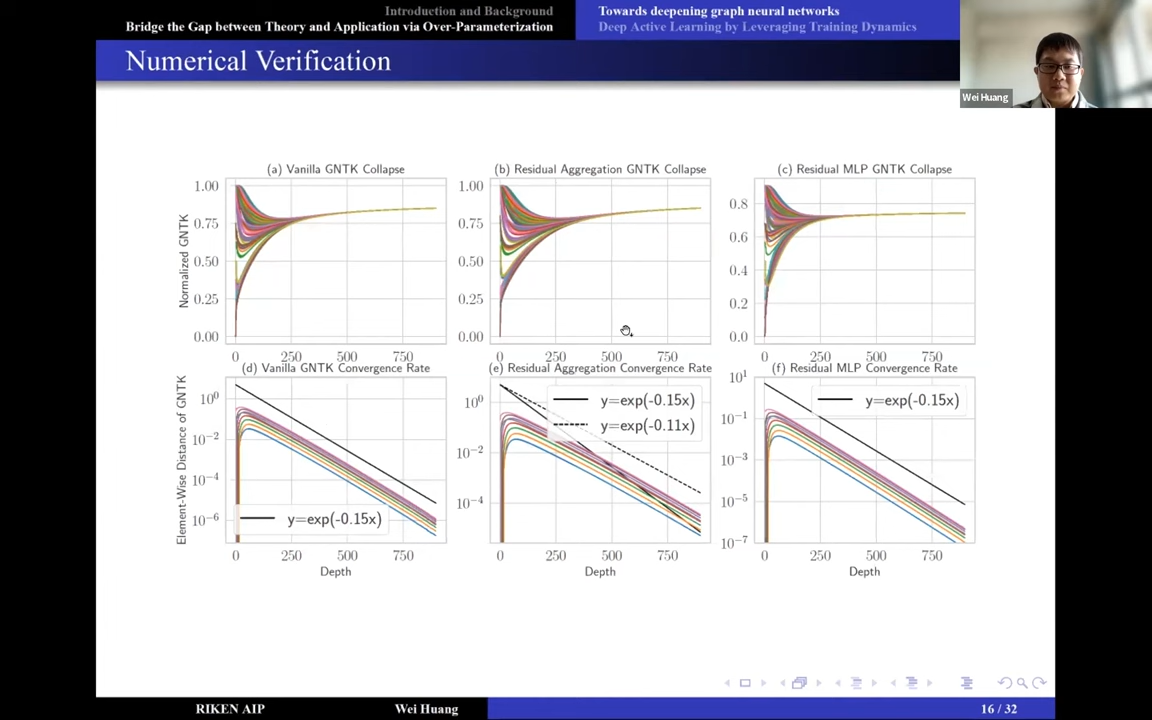 Introduction and Background
Bridge the Gap between Theory and Application via Over-Parameterization
Towards deepening graph neural networks
Deep Active Learning by Leveraging Training Dynamics
Numerical Verification
Wei Huang
(a) Vanilla GNTK Collapse
(b) Residual Aggregation GNTK Collapse
(c) Residual MLP GNTK Collapse
Normalized GNTK
1.00
0.75
0.50
0.25
0.00
0
250
500
750
1.00
0.75
0.50
0.25
0.00
0
250
500
750
0.8
0.6
0.4
0.2
0.0
0
250
500
750
(d) Vanilla GNTK Convergence Rate
(e) Residual Aggregation Convergence Rate
(f) Residual MLP Convergence Rate
Element-Wise Distance of GNTK
10^0
10^-2
10^-4
10^-6
y=exp(-0.15x)
0
250
500
750
Depth
10^0
10^-2
10^-4
y=exp(-0.15x)
y=exp(-0.11x)
0
250
500
750
Depth
10^1
10^-1
10^-3
10^-5
10^-7
y=exp(-0.15x)
0
250
500
750
Depth
RIKEN AIP
Wei Huang
16 / 32